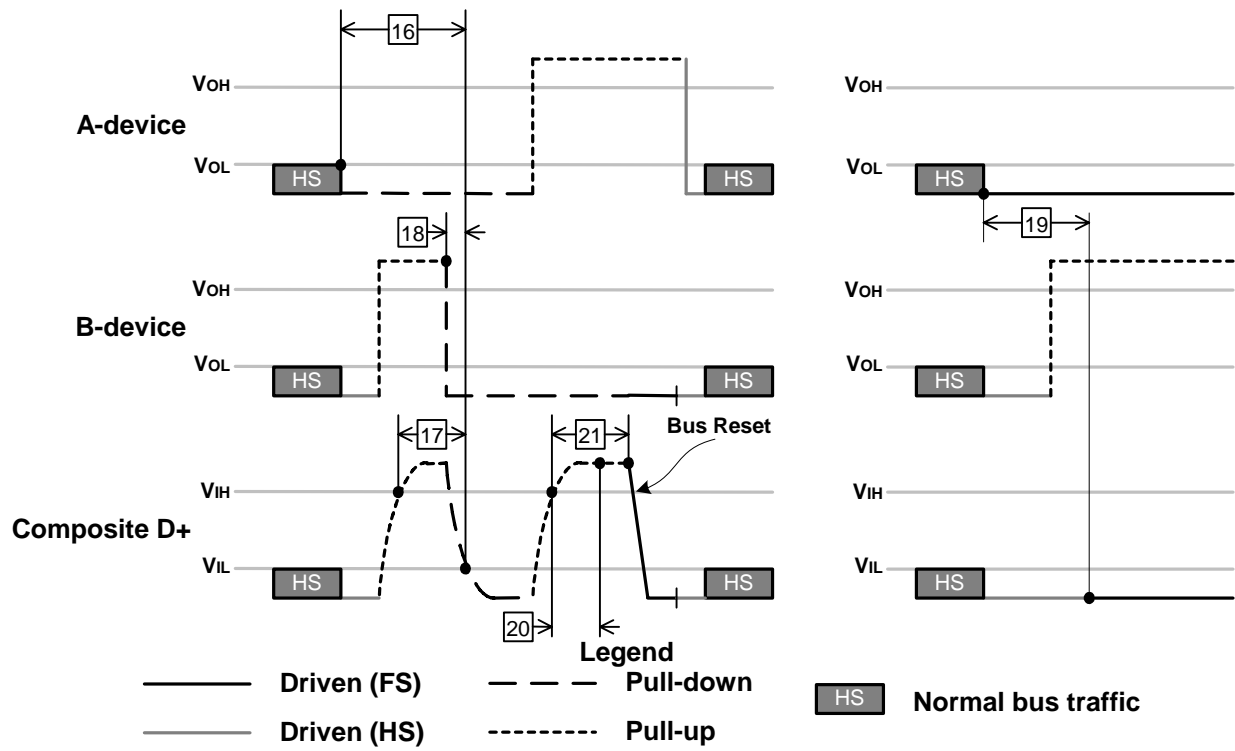 16
VOH
VOH
A-device
VOL
VOL
HS
HS
HS
18
19
VOH
VOH
B-device
VOL
VOL
HS
HS
HS
17
21
Bus Reset
VIH
VIH
Composite D+
VIL
VIL
HS
HS
HS
20
Legend
Driven (FS)
Pull-down
HS
Normal bus traffic
Driven (HS)
Pull-up